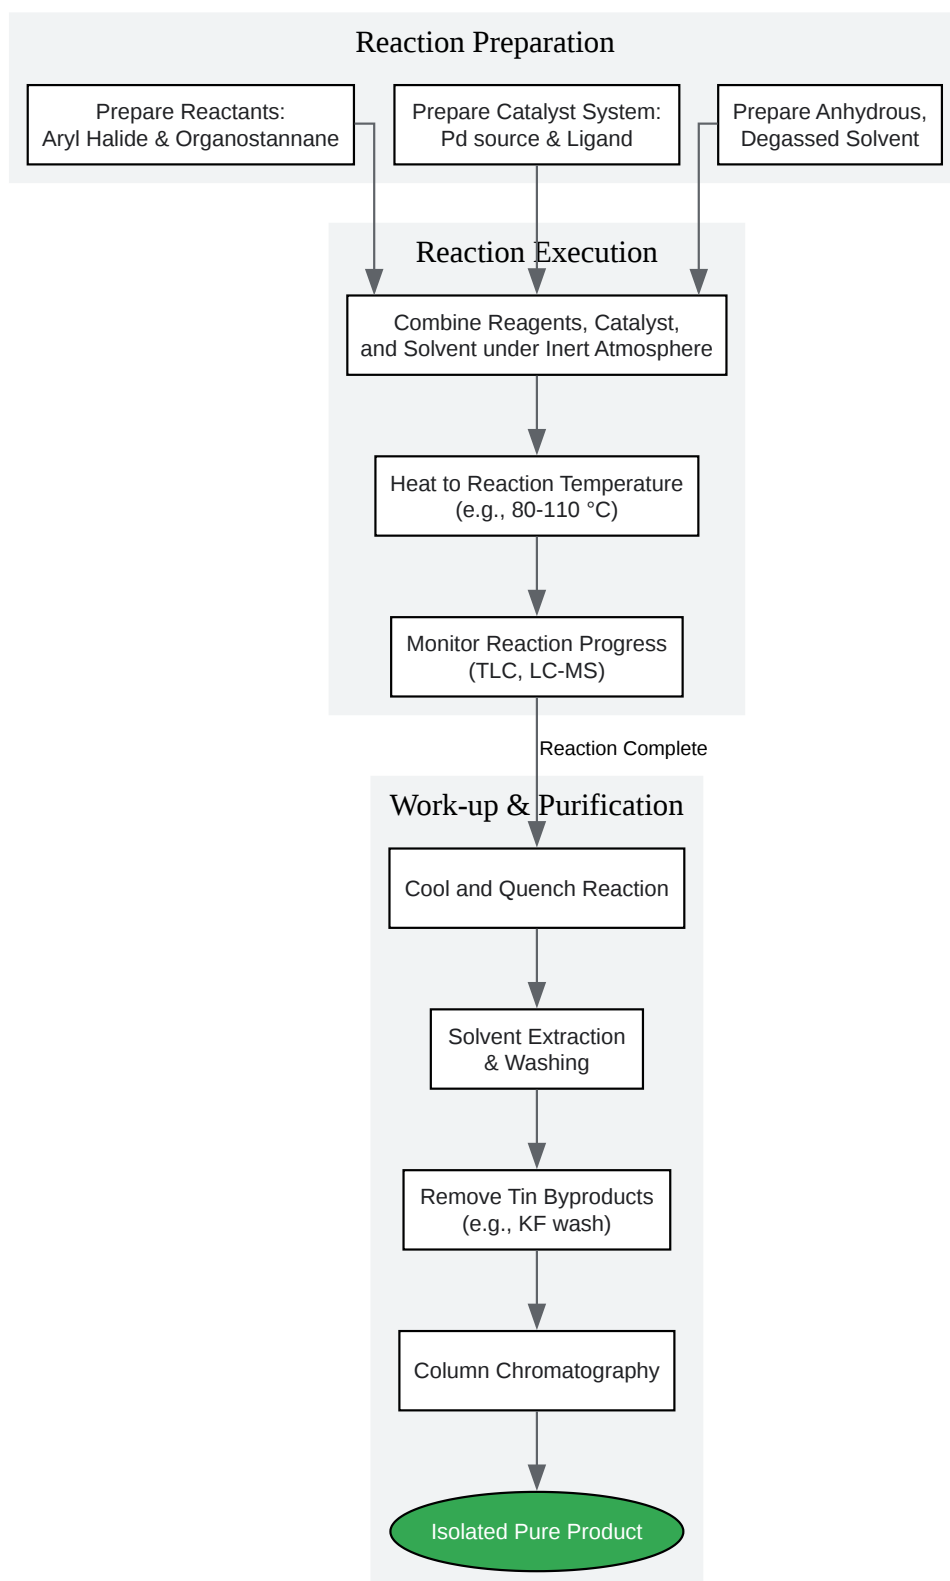 Reaction Preparation
Prepare Reactants:
Aryl Halide & Organostannane
Prepare Catalyst System:
Pd source & Ligand
Prepare Anhydrous,
Degassed Solvent
Reaction Execution
Combine Reagents, Catalyst,
and Solvent under Inert Atmosphere
Heat to Reaction Temperature
(e.g., 80-110 °C)
Monitor Reaction Progress
(TLC, LC-MS)
Reaction Complete
Work-up & Purification
Cool and Quench Reaction
Solvent Extraction
& Washing
Remove Tin Byproducts
(e.g., KF wash)
Column Chromatography
Isolated Pure Product